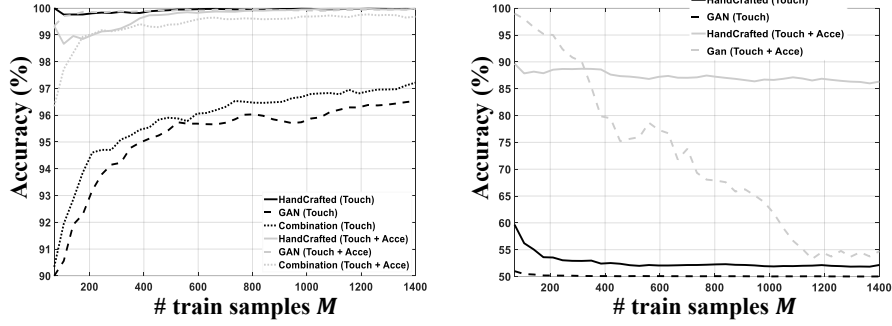 100
99
98
97
96
95
94
93
92
91
90
Accuracy (%)
HandCrafted (Touch)
GAN (Touch)
Combination (Touch)
HandCrafted (Touch + Acce)
GAN (Touch + Acce)
Combination (Touch + Acce)
200 400 600 800 1000 1200 1400
# train samples M
100
95
90
85
80
75
70
65
60
55
50
Accuracy (%)
HandCrafted (Touch)
GAN (Touch)
HandCrafted (Touch + Acce)
Gan (Touch + Acce)
200 400 600 800 1000 1200 1400
# train samples M